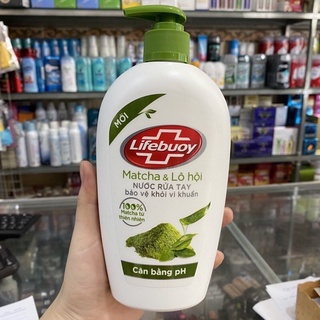 MỚI
Lifebuoy
Matcha & Lô hội
NƯỚC RỬA TAY
bảo vệ khỏi vi khuẩn
100%
Matcha từ
thiên nhiên
Cân bằng pH